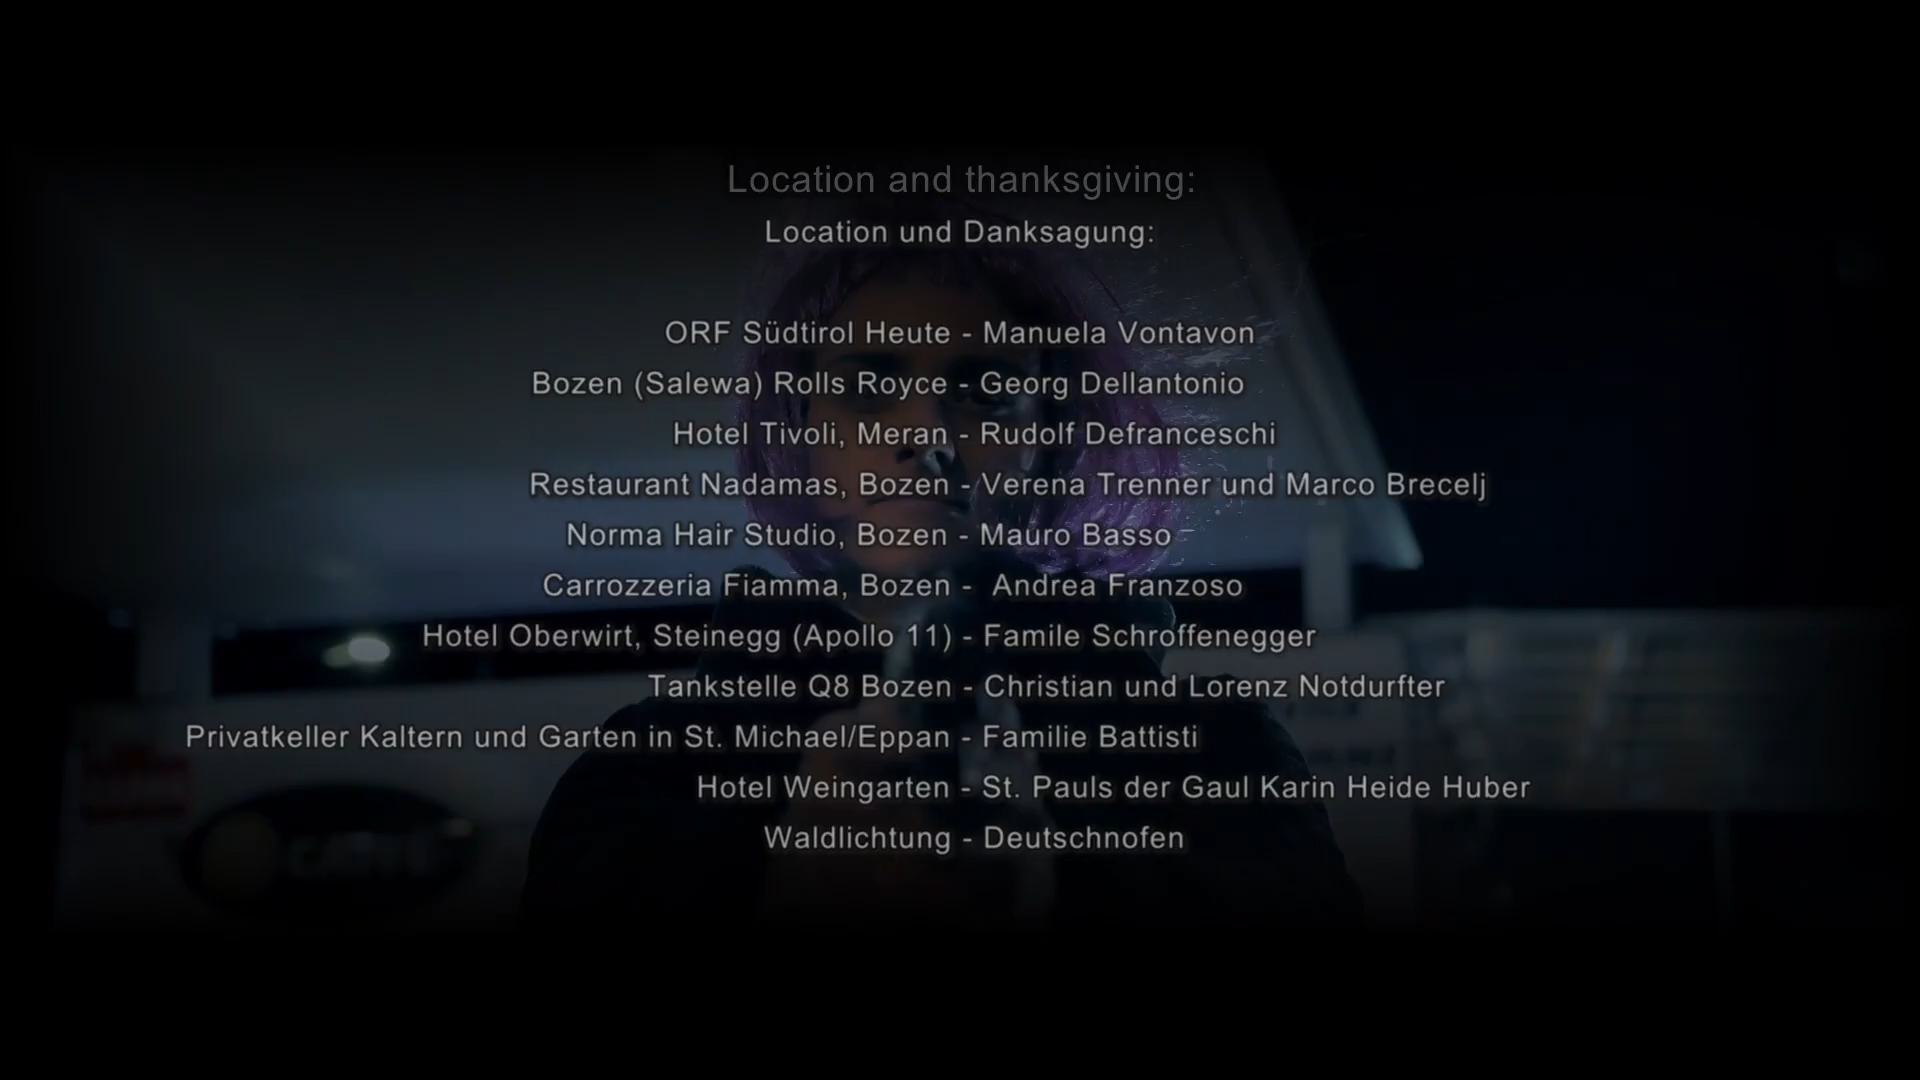 Location and thanksgiving:
Location und Danksagung:
ORF Südtirol Heute - Manuela Vontavon
Bozen (Salewa) Rolls Royce - Georg Dellantonio
Hotel Tivoli, Meran - Rudolf Defranceschi
Restaurant Nadamas, Bozen - Verena Trenner und Marco Brecelj
Norma Hair Studio, Bozen - Mauro Basso
Carrozzeria Fiamma, Bozen - Andrea Franzoso
Hotel Oberwirt, Steinegg (Apollo 11) - Famile Schroffenegger
Tankstelle Q8 Bozen - Christian und Lorenz Notdurfter
Privatkeller Kaltern und Garten in St. Michael/Eppan - Familie Battisti
Hotel Weingarten - St. Pauls der Gaul Karin Heide Huber
Waldlichtung - Deutschnofen